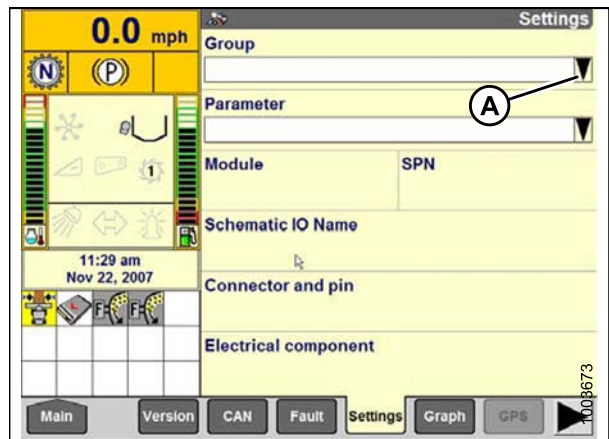 0.0 mph
N
(P)
1
11:29 am
Nov 22, 2007
F
F
Settings
Group
A
Parameter
Module
SPN
Schematic IO Name
Connector and pin
Electrical component
Main
Version
CAN
Fault
Settings
Graph
GPS
1003673